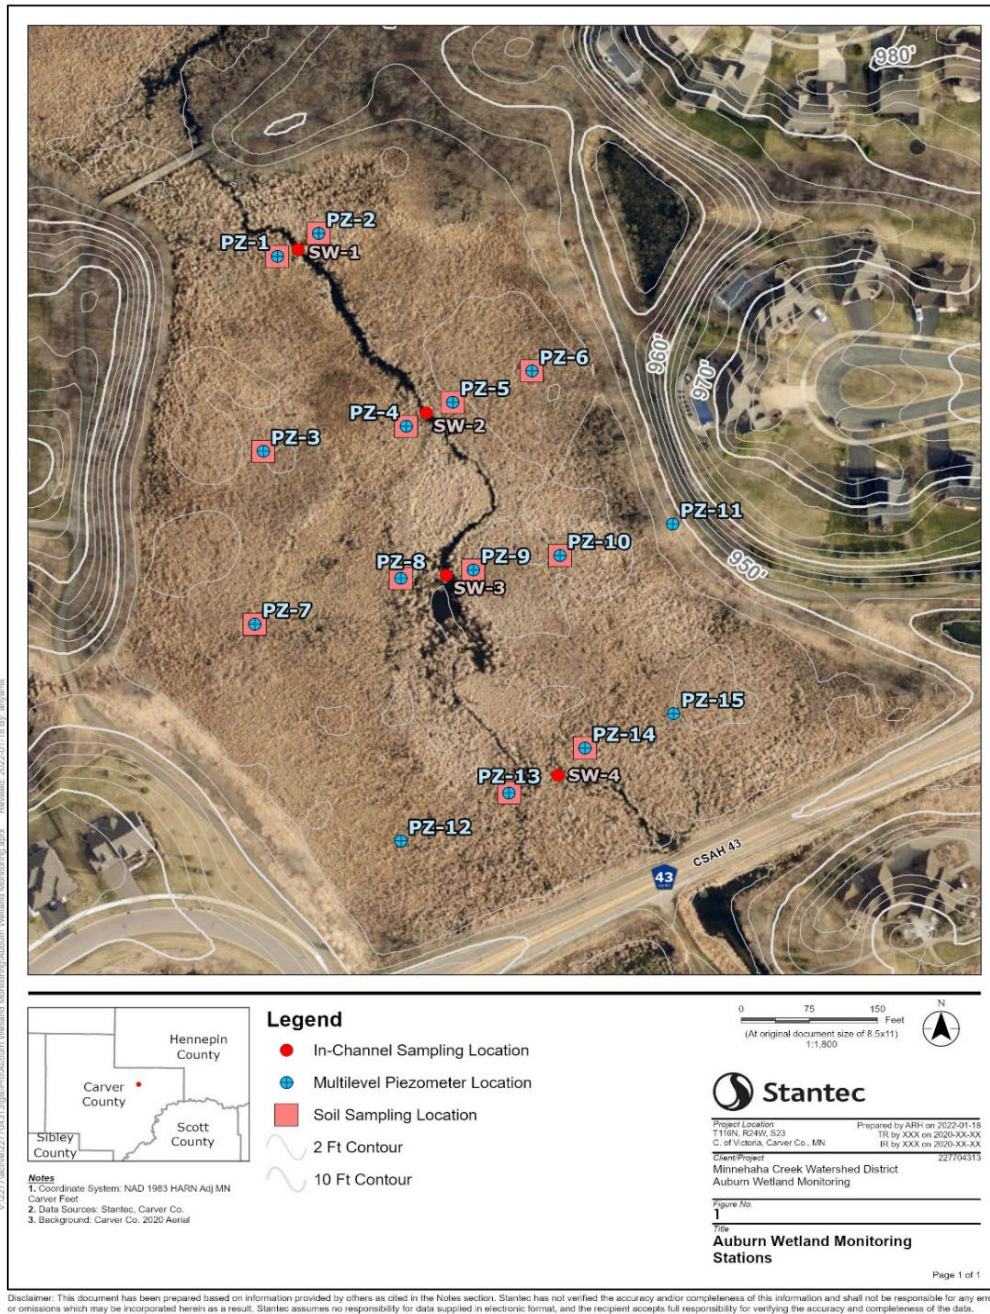 980'
PZ-2
PZ-1
SW-1
960'
970'
PZ-6
PZ-5
PZ-4
SW-2
PZ-3
PZ-11
PZ-10
PZ-9
PZ-8
SW-3
950'
PZ-7
PZ-15
PZ-14
SW-4
PZ-13
PZ-12
CSAH 43
43
Hennepin
County
Carver
County
Scott
County
Sibley
County
Notes
1. Coordinate System: NAD 1983 HARN Adj MN
Carver Feet
2. Data Sources: Stantec, Carver Co.
3. Background: Carver Co. 2020 Aerial
Legend
In-Channel Sampling Location
Multilevel Piezometer Location
Soil Sampling Location
2 Ft Contour
10 Ft Contour
0 75 150
Feet
(At original document size of 8.5x11)
1:1,800
N
Stantec
Project Location
T116N, R24W, S23
C. of Victoria, Carver Co., MN
Prepared by ARH on 2022-01-18
TR by XXX on 2020-XX-XX
IR by XXX on 2020-XX-XX
Client/Project 227704313
Minnehaha Creek Watershed District
Auburn Wetland Monitoring
Figure No.
1
Title
Auburn Wetland Monitoring
Stations
Page 1 of 1
Disclaimer: This document has been prepared based on information provided by others as cited in the Notes section. Stantec has not verified the accuracy and/or completeness of this information and shall not be responsible for any
or omissions which may be incorporated herein as a result. Stantec assumes no responsibility for data supplied in electronic format, and the recipient accepts full responsibility for verifying the accuracy and completeness of the data.